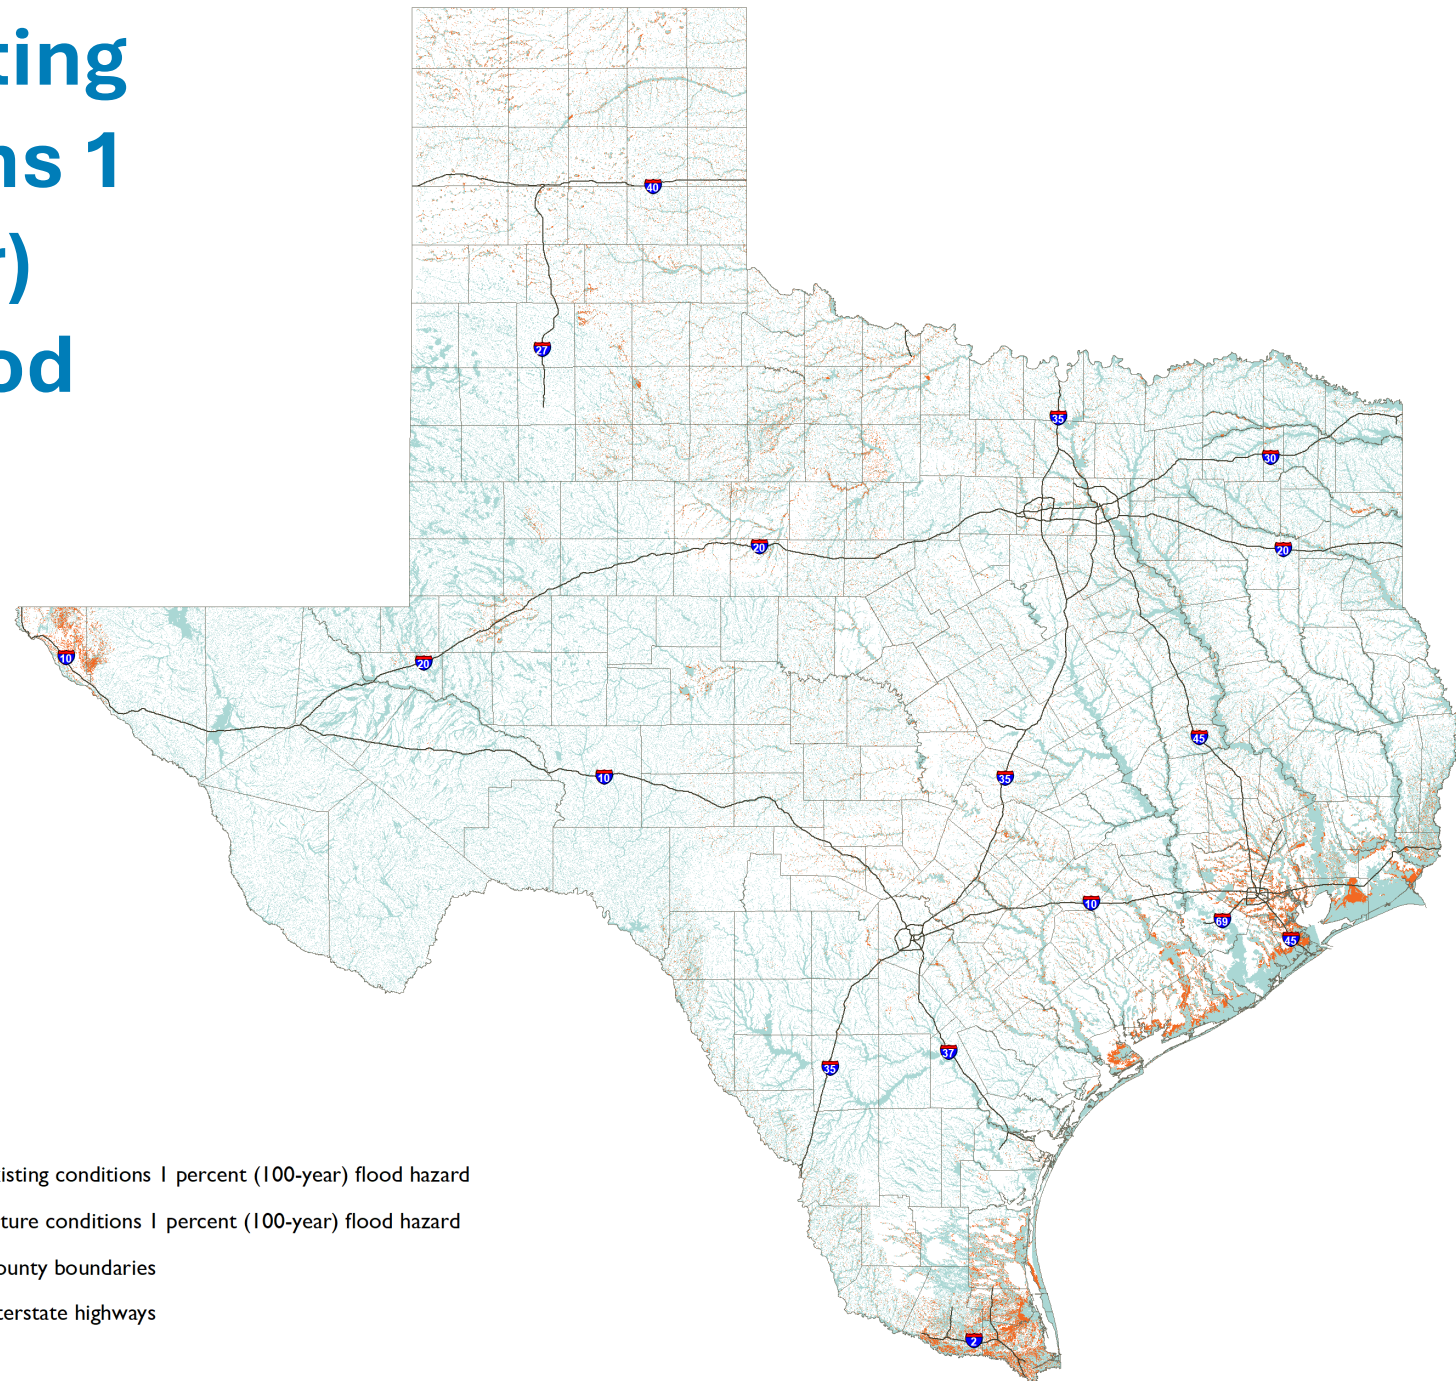 ting
ns 1
r)
od
40
27
35
30
20
20
10
20
45
10
35
10
69
45
37
35
isting conditions 1 percent (100-year) flood hazard
ture conditions 1 percent (100-year) flood hazard
ounty boundaries
terstate highways
2